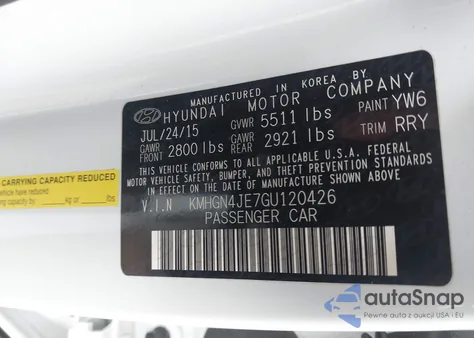 MANUFACTURED IN KOREA BY
HYUNDAI MOTOR COMPANY
JUL/24/15 GVWR 5511 lbs PAINT YW6
GAWR FRONT 2800 lbs GAWR REAR 2921 lbs TRIM RRY
THIS VEHICLE CONFORMS TO ALL APPLICABLE U.S.A. FEDERAL
MOTOR VEHICLE SAFETY, BUMPER, AND THEFT PREVENTION STANDARDS
IN EFFECT ON THE DATE OF MANUFACTURE SHOWN ABOVE.
V.I.N KMHGN4JE7GU120426
PASSENGER CAR
CARRYING CAPACITY REDUCED
kg or lbs
autoSnap
Pewne auta z aukcji USA i EU